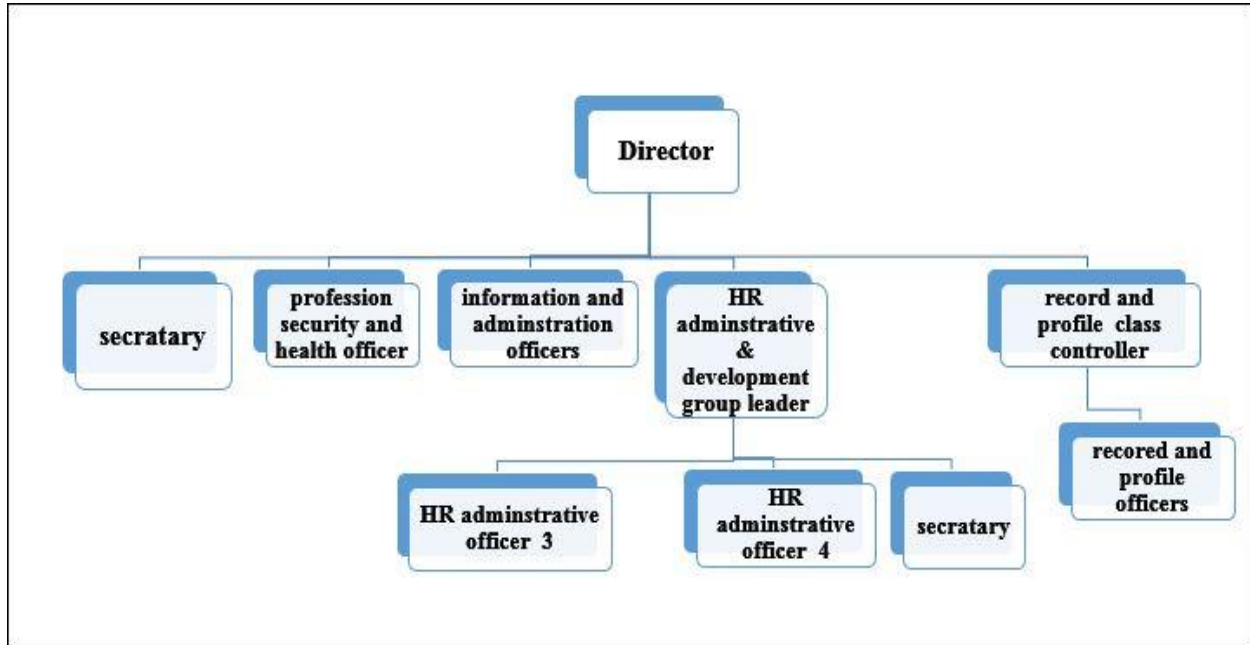 Director
secratary
profession
security and
health officer
information and
adminstration
officers
HR
adminstrative
&
development
group leader
record and
profile class
controller
HR adminstrative
officer 3
HR
adminstrative
officer 4
secratary
recored and
profile
officers